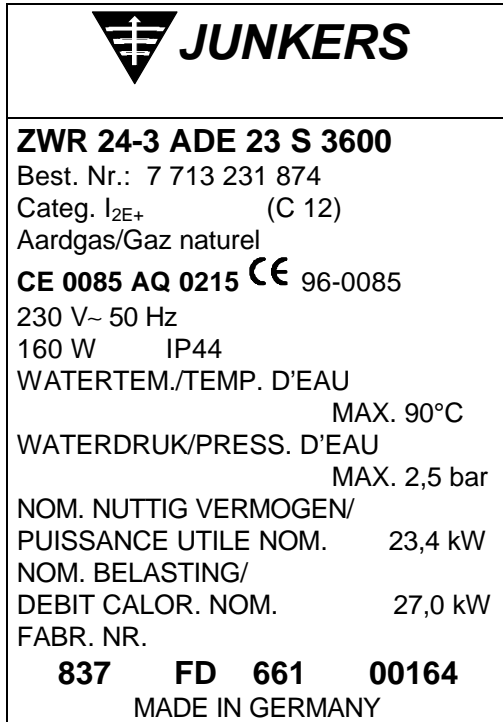 JUNKERS
ZWR 24-3 ADE 23 S 3600
Best. Nr.: 7 713 231 874
Categ. I2E+ (C 12)
Aardgas/Gaz naturel
CE 0085 AQ 0215 CE 96-0085
230 V~ 50 Hz
160 W IP44
WATERTEM./TEMP. D'EAU
MAX. 90°C
WATERDRUK/PRESS. D'EAU
MAX. 2,5 bar
NOM. NUTTIG VERMOGEN/
PUISSANCE UTILE NOM. 23,4 kW
NOM. BELASTING/
DEBIT CALOR. NOM. 27,0 kW
FABR. NR.
837 FD 661 00164
MADE IN GERMANY